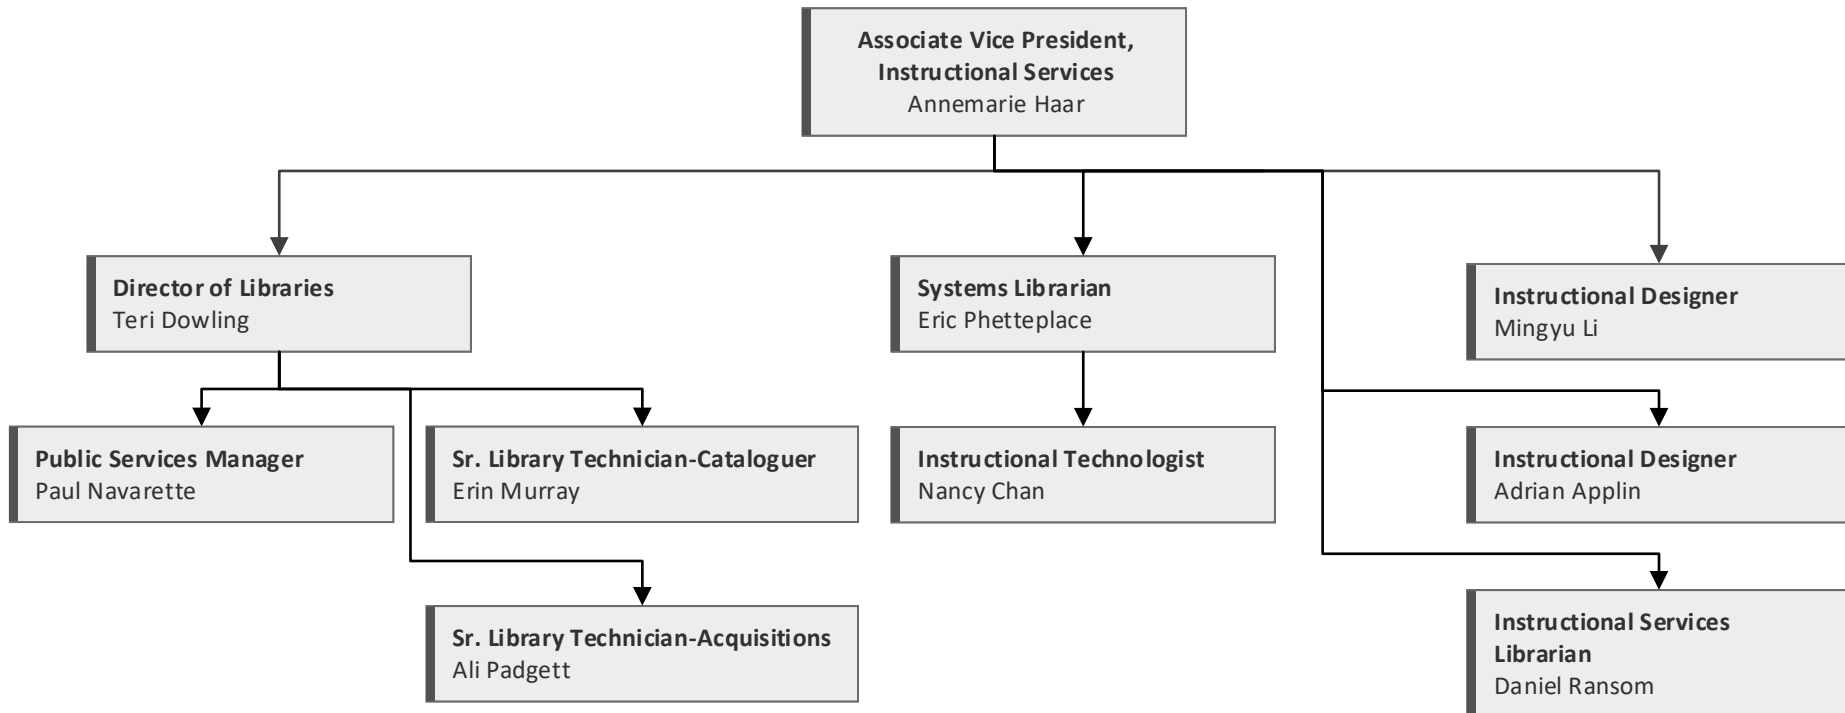 Associate Vice President,
Instructional Services
Annemarie Haar
Director of Libraries
Teri Dowling
Systems Librarian
Eric Phetteplace
Instructional Designer
Mingyu Li
Public Services Manager
Paul Navarette
Sr. Library Technician-Cataloguer
Erin Murray
Instructional Technologist
Nancy Chan
Instructional Designer
Adrian Applin
Sr. Library Technician-Acquisitions
Ali Padgett
Instructional Services
Librarian
Daniel Ransom